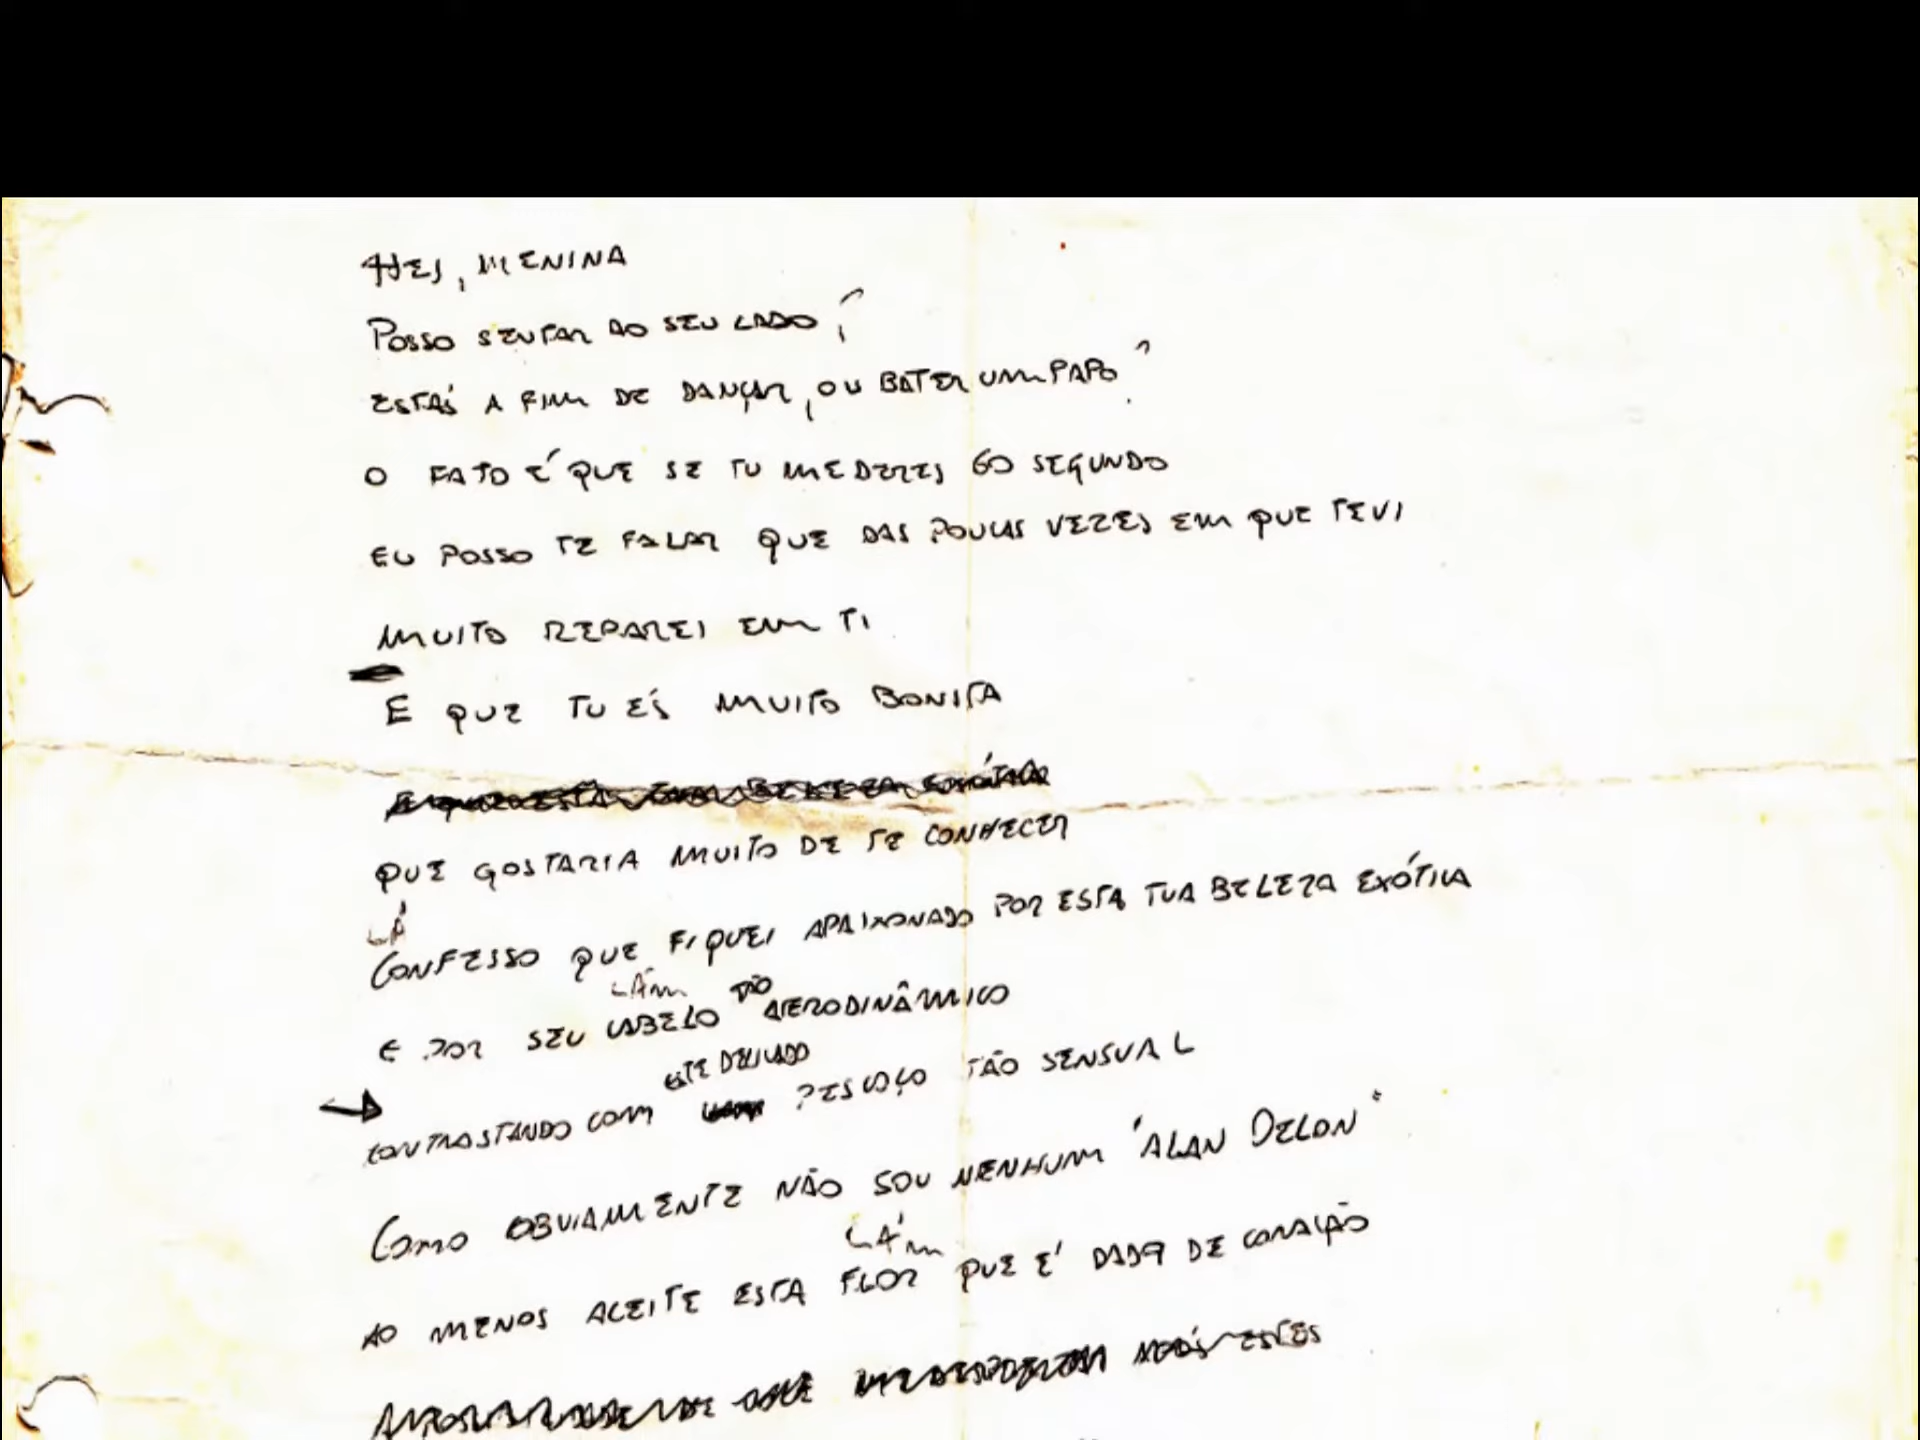 HEJ, MENINA
POSSO SENTAR AO SEU LADO?
ESTÁS A FIM DE DANÇAR, OU BATER UM PAPO?
O FATO É QUE SE TU ME DERES 60 SEGUNDO
EU POSSO TE FALAR QUE DAS POUCAS VEZES EM QUE TE VI
MUITO REPAREI EM TI
E QUE TU ÉS MUITO BONITA
QUE GOSTARIA MUITO DE TE CONHECER
LÁ
CONFESSO QUE FIQUEI APAIXONADO POR ESTA TUA BELEZA EXÓTICA
LÁM TÃO
E POR SEU CABELO AERODINÂMICO
ESTE DELICADO
CONTRASTANDO COM PESCOÇO TÃO SENSUAL
COMO OBVIAMENTE NÃO SOU NENHUM "ALAN DELON"
LÁM
AO MENOS ACEITE ESTA FLOR QUE É DADA DE CORAÇÃO